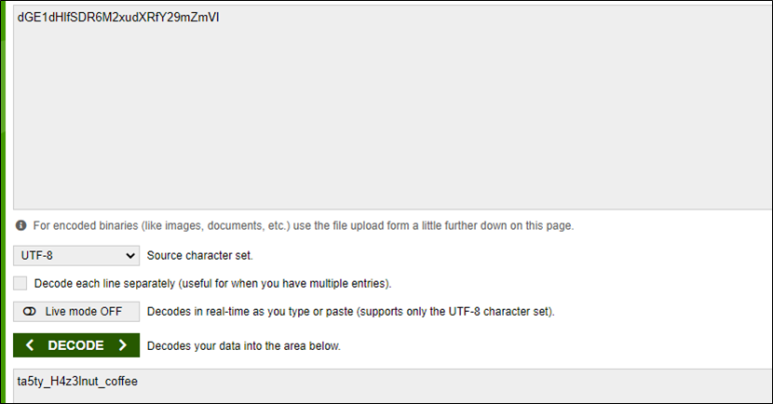 dGE1dHlfSDR6M2xudXRfY29mZmVl
For encoded binaries (like images, documents, etc.) use the file upload form a little further down on this page.
UTF-8 Source character set.
Decode each line separately (useful for when you have multiple entries).
Live mode OFF Decodes in real-time as you type or paste (supports only the UTF-8 character set).
< DECODE > Decodes your data into the area below.
ta5ty_H4z3lnut_coffee